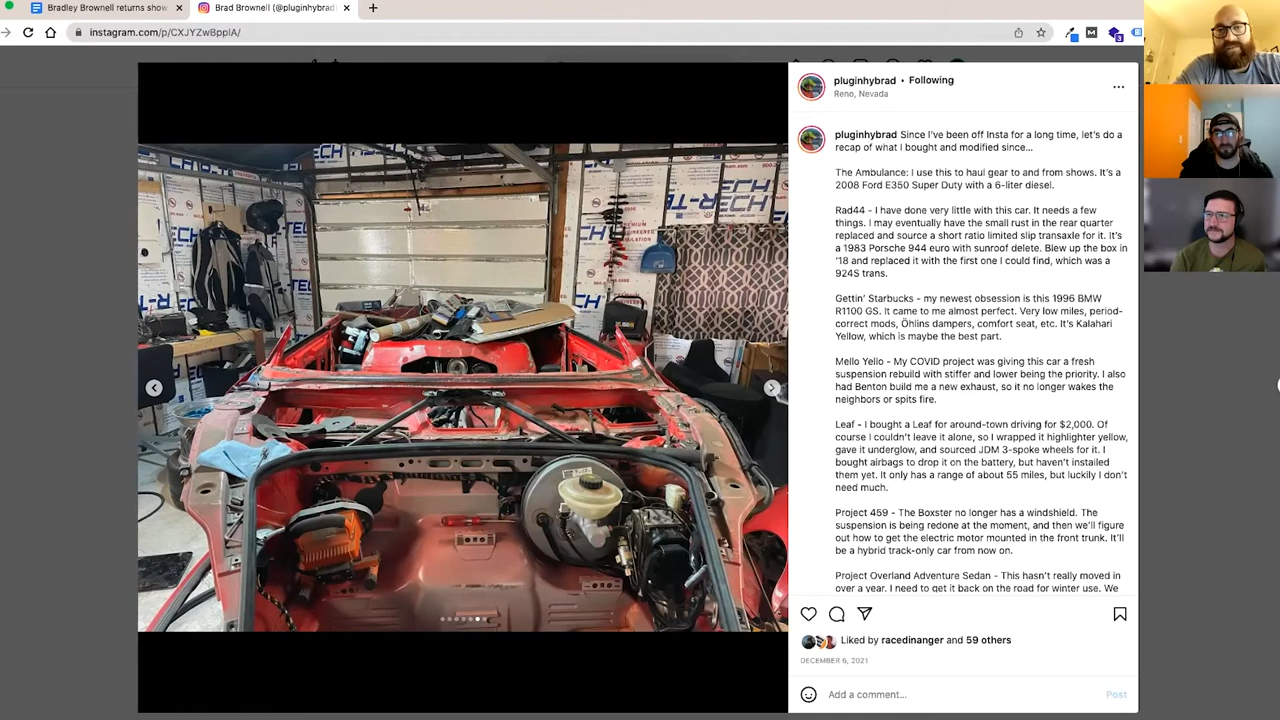 Bradley Brownell returns show
Brad Brownell (@pluginhybrad
instagram.com/p/CXJYZwBpplA/
3
pluginhybrad • Following
Reno, Nevada
pluginhybrad Since I've been off Insta for a long time, let's do a
recap of what I bought and modified since...
The Ambulance: I use this to haul gear to and from shows. It's a
2008 Ford E350 Super Duty with a 6-liter diesel.
Rad44 - I have done very little with this car. It needs a few
things. I may eventually have the small rust in the rear quarter
replaced and source a short ratio limited slip transaxle for it. It's
a 1983 Porsche 944 euro with sunroof delete. Blew up the box in
'18 and replaced it with the first one I could find, which was a
924S trans.
Gettin' Starbucks - my newest obsession is this 1996 BMW
R1100 GS. It came to me almost perfect. Very low miles, period-
correct mods, Öhlins dampers, comfort seat, etc. It's Kalahari
Yellow, which is maybe the best part.
Mello Yello - My COVID project was giving this car a fresh
suspension rebuild with stiffer and lower being the priority. I also
had Benton build me a new exhaust, so it no longer wakes the
neighbors or spits fire.
Leaf - I bought a Leaf for around-town driving for $2,000. Of
course I couldn't leave it alone, so I wrapped it highlighter yellow,
gave it underglow, and sourced JDM 3-spoke wheels for it. I
bought airbags to drop it on the battery, but haven't installed
them yet. It only has a range of about 55 miles, but luckily I don't
need much.
Project 459 - The Boxster no longer has a windshield. The
suspension is being redone at the moment, and then we'll figure
out how to get the electric motor mounted in the front trunk. It'll
be a hybrid track-only car from now on.
Project Overland Adventure Sedan - This hasn't really moved in
over a year. I need to get it back on the road for winter use. We
Liked by racedinanger and 59 others
DECEMBER 6, 2021
Add a comment...
Post